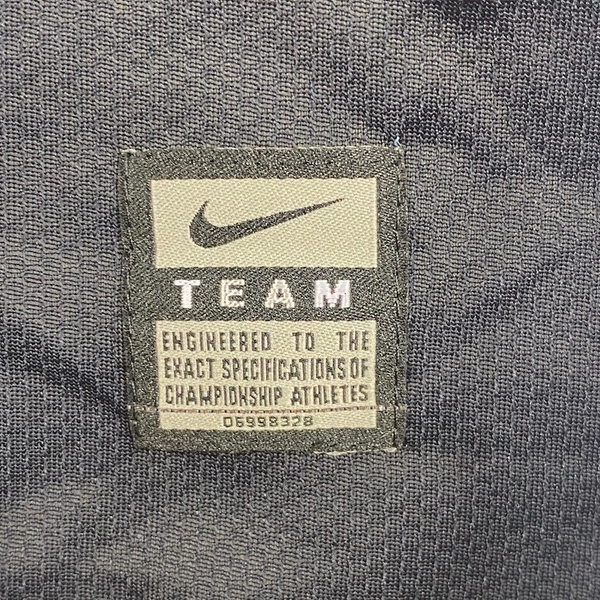 TEAM
ENGINEERED TO THE
EXACT SPECIFICATIONS OF
CHAMPIONSHIP ATHLETES
06998328